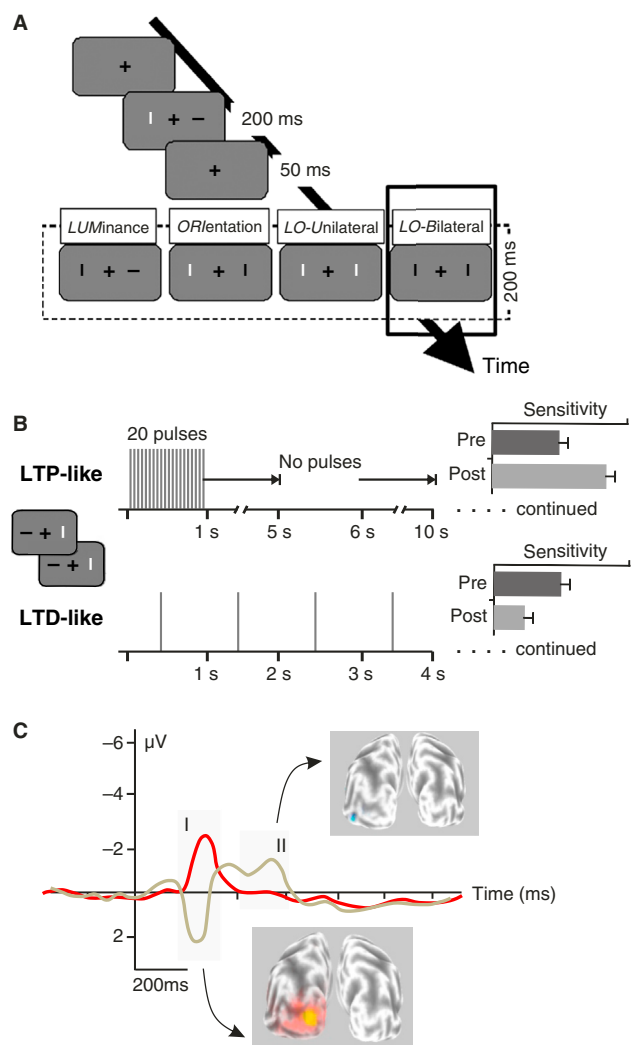 A
200 ms
50 ms
LUMinance ORIentation LO-Unilateral LO-Bilateral
200 ms
Time
B
Sensitivity
20 pulses
Pre
LTP-like
No pulses
Post
. . . . continued
1 s 5 s 6 s 10 s
Sensitivity
Pre
LTD-like
Post
. . . . continued
1 s 2 s 3 s 4 s
C
–6 µV
–4
–2 I II
Time (ms)
2
200ms